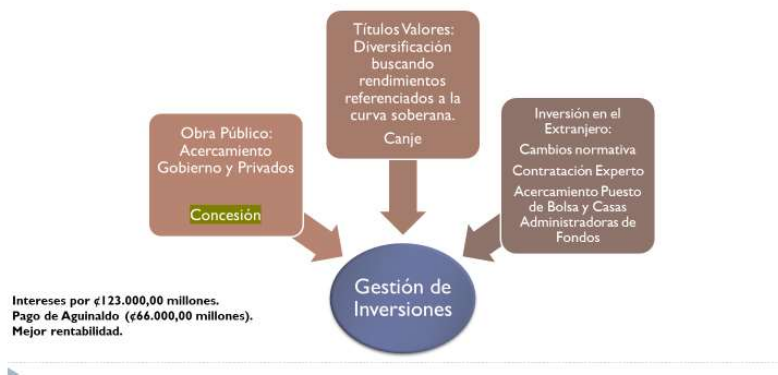 Títulos Valores:
Diversificación
buscando
rendimientos
referenciados a la
curva soberana.
Canje
Obra Público:
Acercamiento
Gobierno y Privados
Concesión
Inversión en el
Extranjero:
Cambios normativa
Contratación Experto
Acercamiento Puesto
de Bolsa y Casas
Administradoras de
Fondos
Gestión de
Inversiones
Intereses por ¢123.000,00 millones.
Pago de Aguinaldo (¢66.000,00 millones).
Mejor rentabilidad.